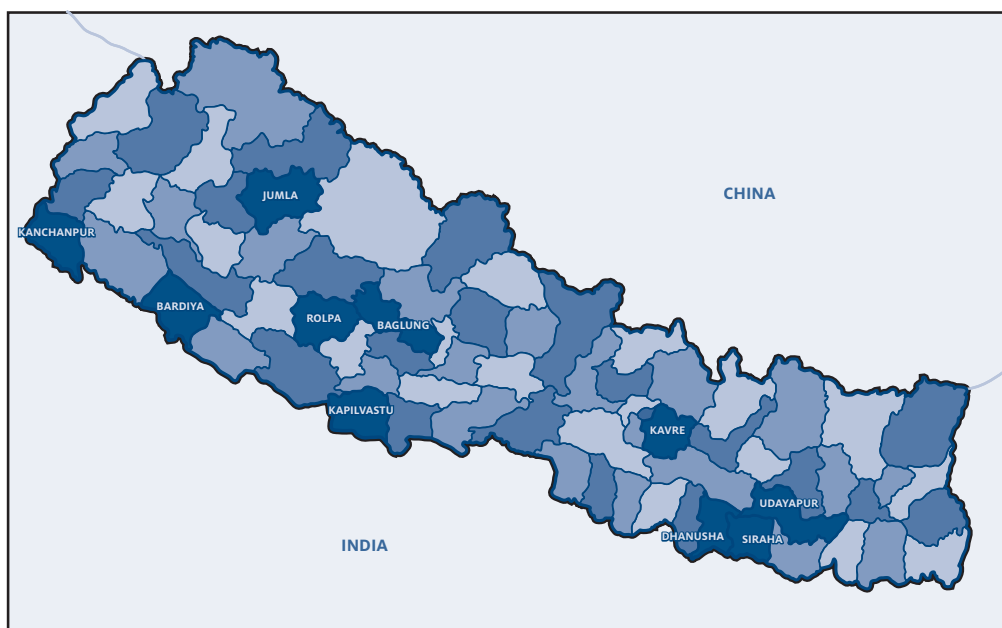 CHINA
JUMLA
KANCHANPUR
BARDIYA
ROLPA
BAGLUNG
KAPILVASTU
KAVRE
UDAYAPUR
DHANUSHA
SIRAHA
INDIA